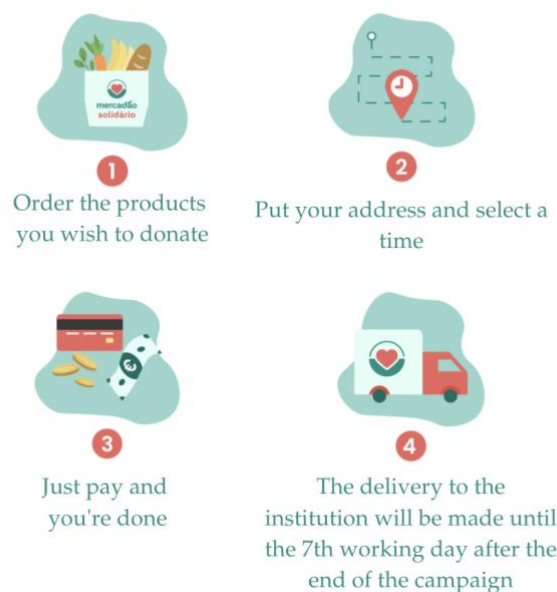 mercadão
solidário
1
Order the products
you wish to donate
2
Put your address and select a
time
3
Just pay and
you're done
4
The delivery to the
institution will be made until
the 7th working day after the
end of the campaign